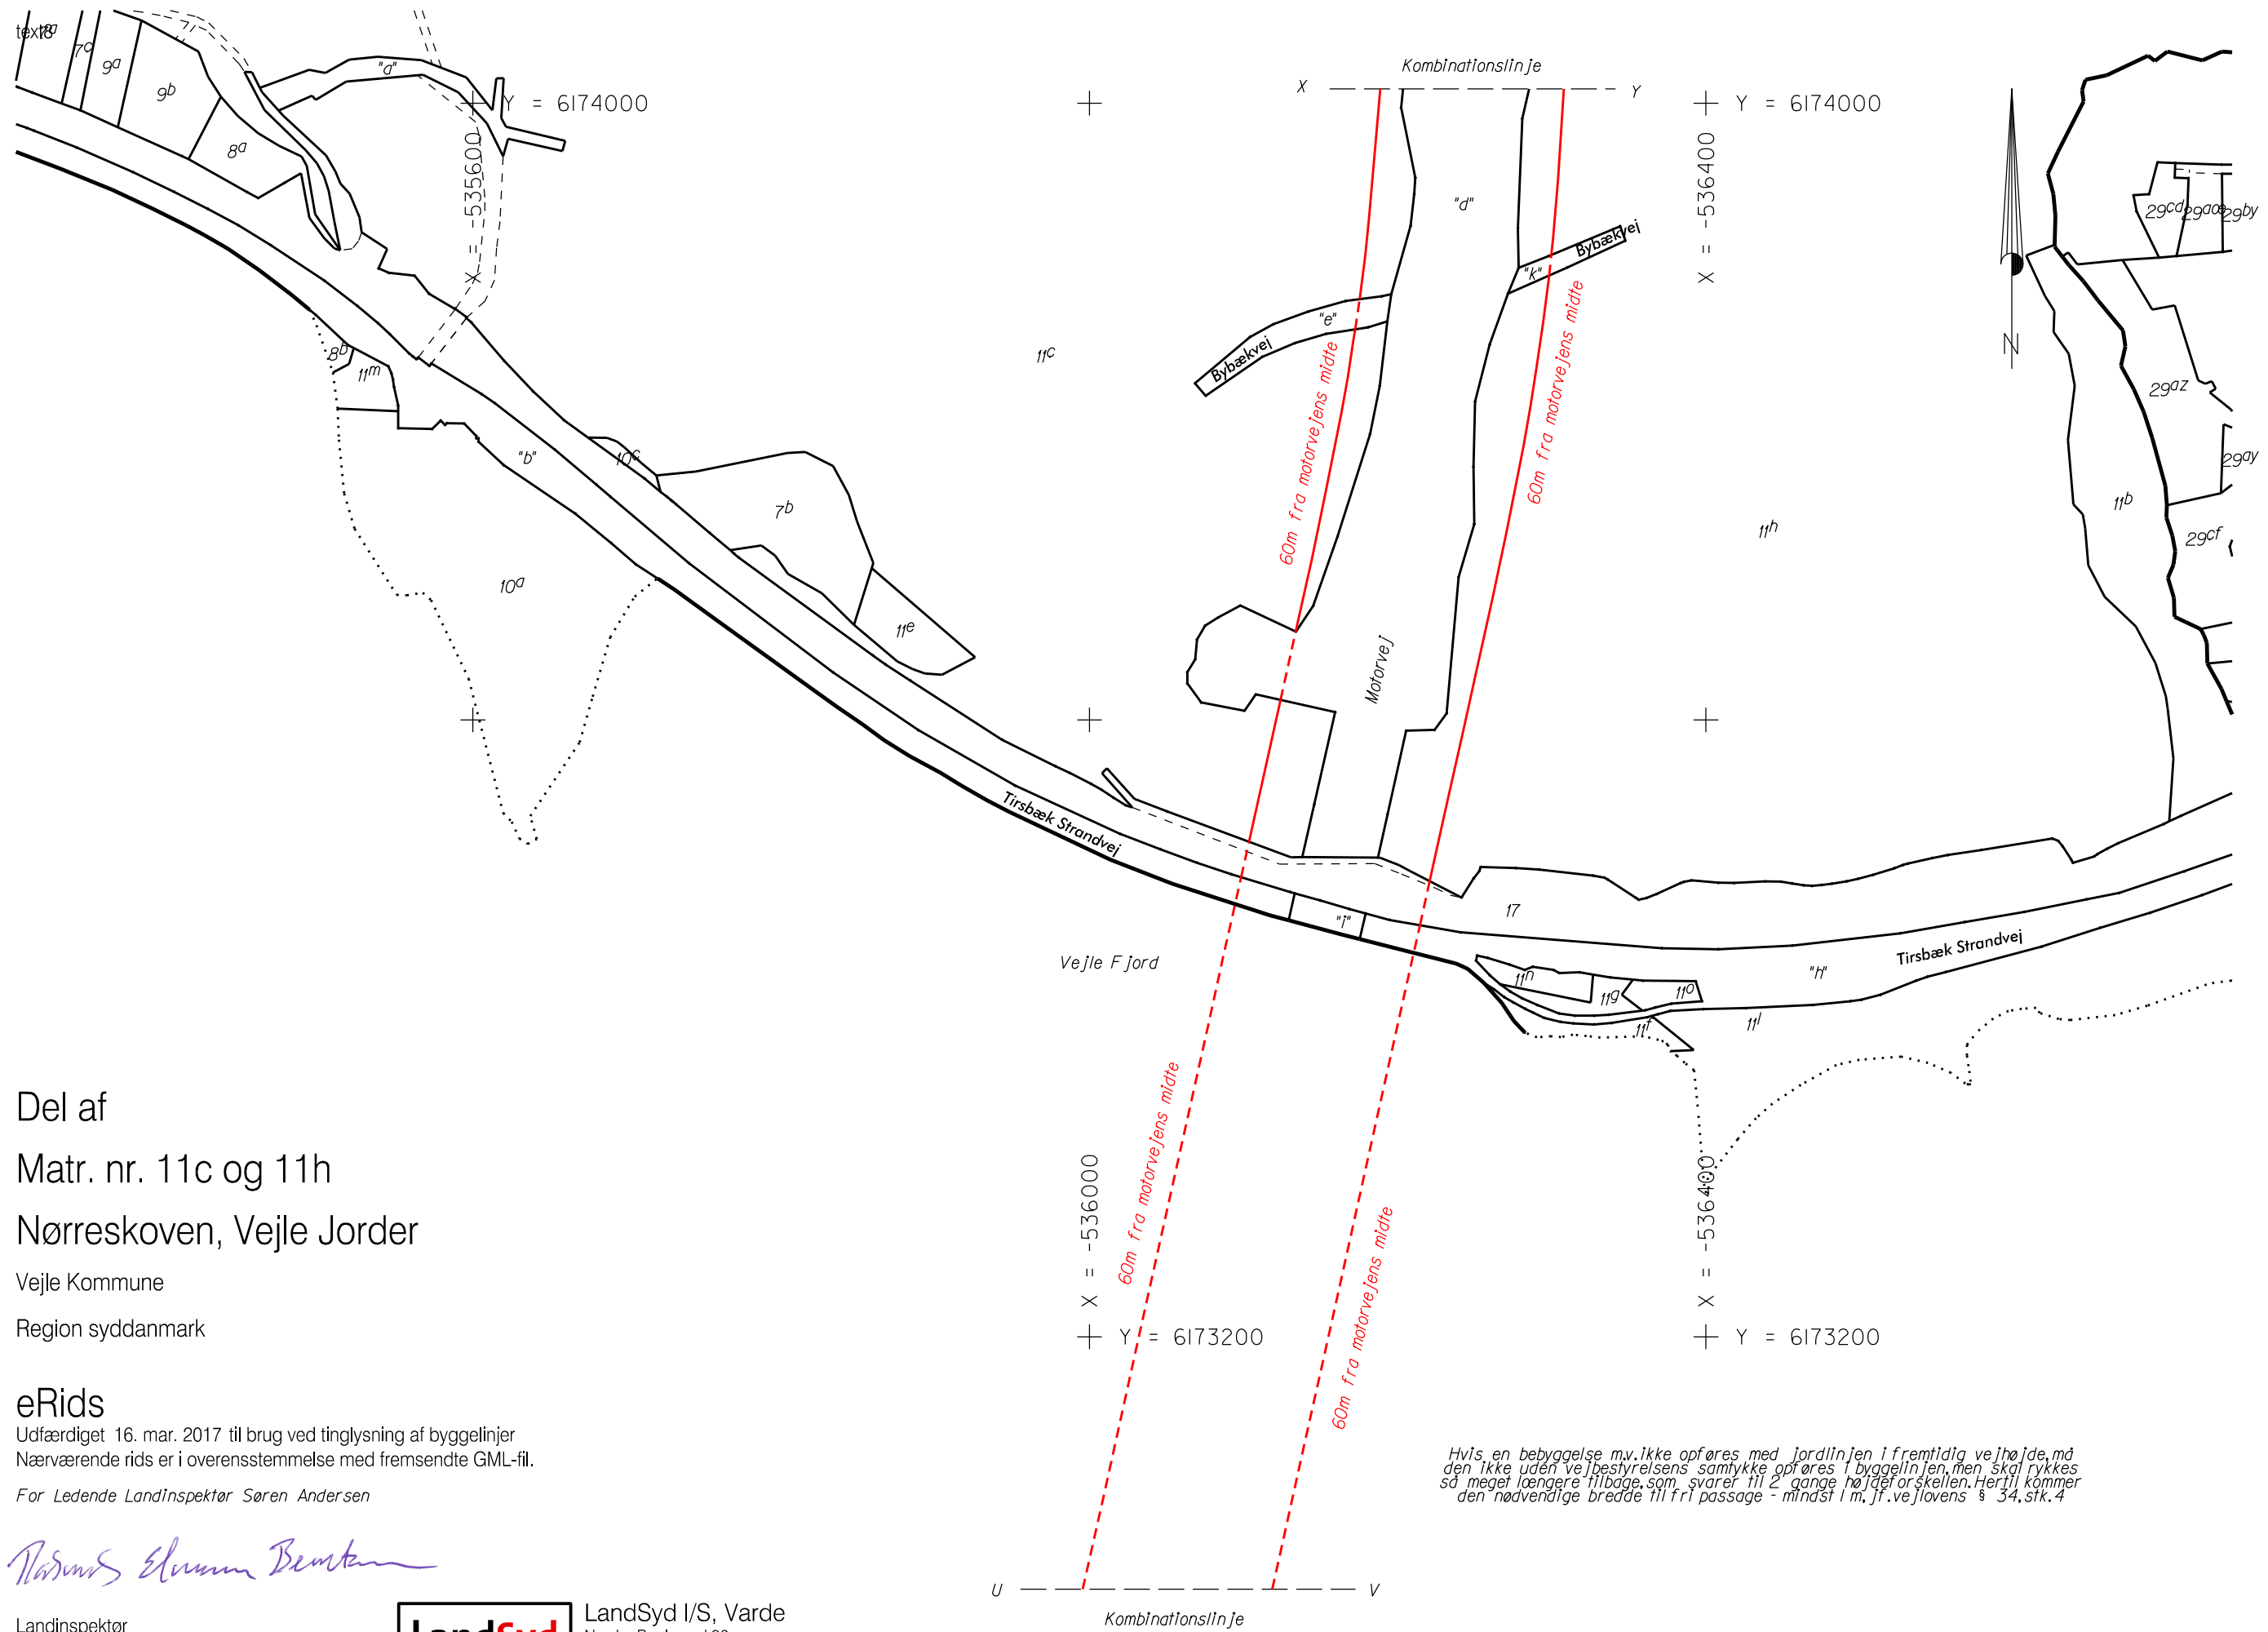 7c
9a
9b
8a
"a"
Y = 6174000
X = -535600
Kombinationslinje
X
Y
Y = 6174000
X = -536400
"d"
Bybækvej
"k"
"e"
Bybækvej
29cd
29by
N
8b
11m
11c
60m fra motorvejens midte
60m fra motorvejens midte
29az
"b"
10c
7b
29ay
11b
11h
29cf
10a
11e
Motorvej
Tirsbæk Strandvej
"i"
17
Vejle Fjord
Tirsbæk Strandvej
"h"
11n
11g
11o
11f
11l
60m fra motorvejens midte
60m fra motorvejens midte
X = -536000
X = -536400
Y = 6173200
Y = 6173200
Del af
Matr. nr. 11c og 11h
Nørreskoven, Vejle Jorder
Vejle Kommune
Region syddanmark
eRids
Udfærdiget 16. mar. 2017 til brug ved tinglysning af byggelinjer
Nærværende rids er i overensstemmelse med fremsendte GML-fil.
For Ledende Landinspektør Søren Andersen
Hvis en bebyggelse m.v. ikke opføres med jordlinjen i fremtidig vejhøjde, må
den ikke uden vejbestyrelsens samtykke opføres i byggelinjen, men skal rykkes
så meget længere tilbage, som svarer til 2 gange højdeforskellen. Hertil kommer
den nødvendige bredde til fri passage - mindst 1 m, jf. vejlovens § 34, stk. 4
U
V
Kombinationslinje
Landinspektør
LandSyd
LandSyd I/S, Varde